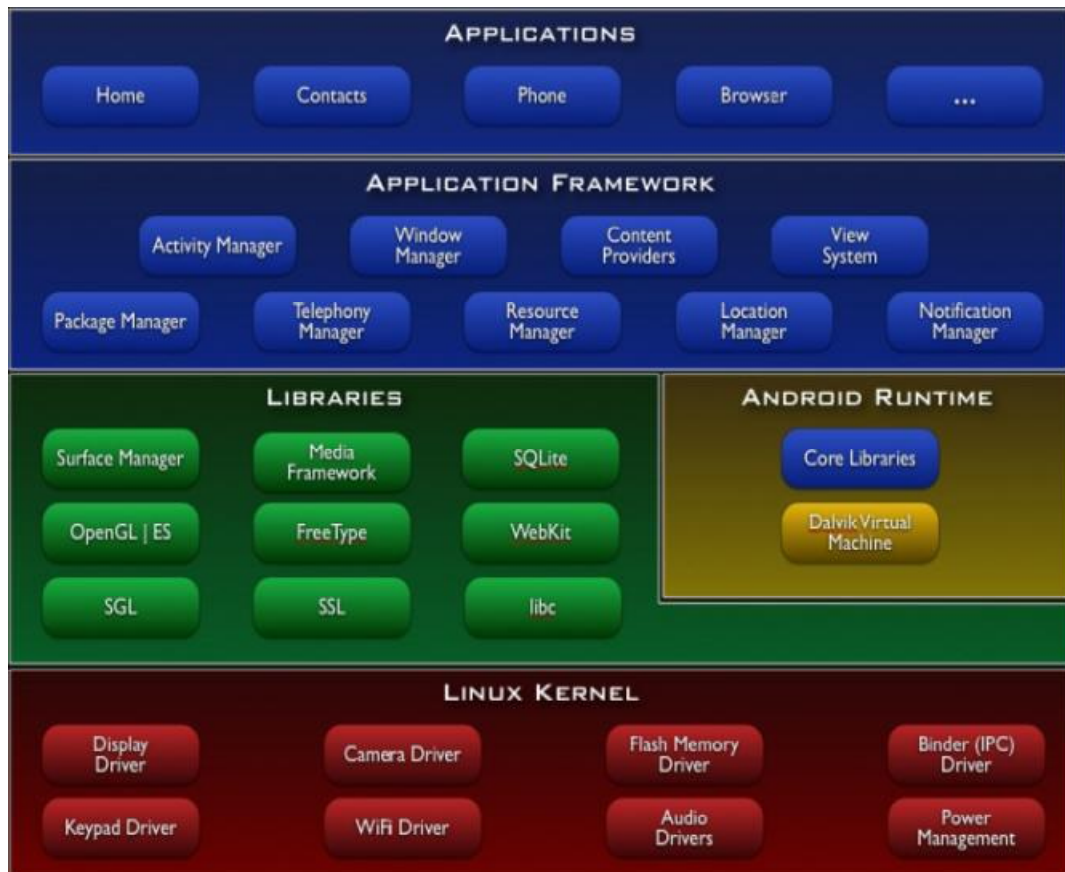 APPLICATIONS
Home
Contacts
Phone
Browser
...
APPLICATION FRAMEWORK
Activity Manager
Window
Manager
Content
Providers
View
System
Package Manager
Telephony
Manager
Resource
Manager
Location
Manager
Notification
Manager
LIBRARIES
Surface Manager
Media
Framework
SQLite
OpenGL | ES
FreeType
WebKit
SGL
SSL
libc
ANDROID RUNTIME
Core Libraries
Dalvik Virtual
Machine
LINUX KERNEL
Display
Driver
Camera Driver
Flash Memory
Driver
Binder (IPC)
Driver
Keypad Driver
WiFi Driver
Audio
Drivers
Power
Management